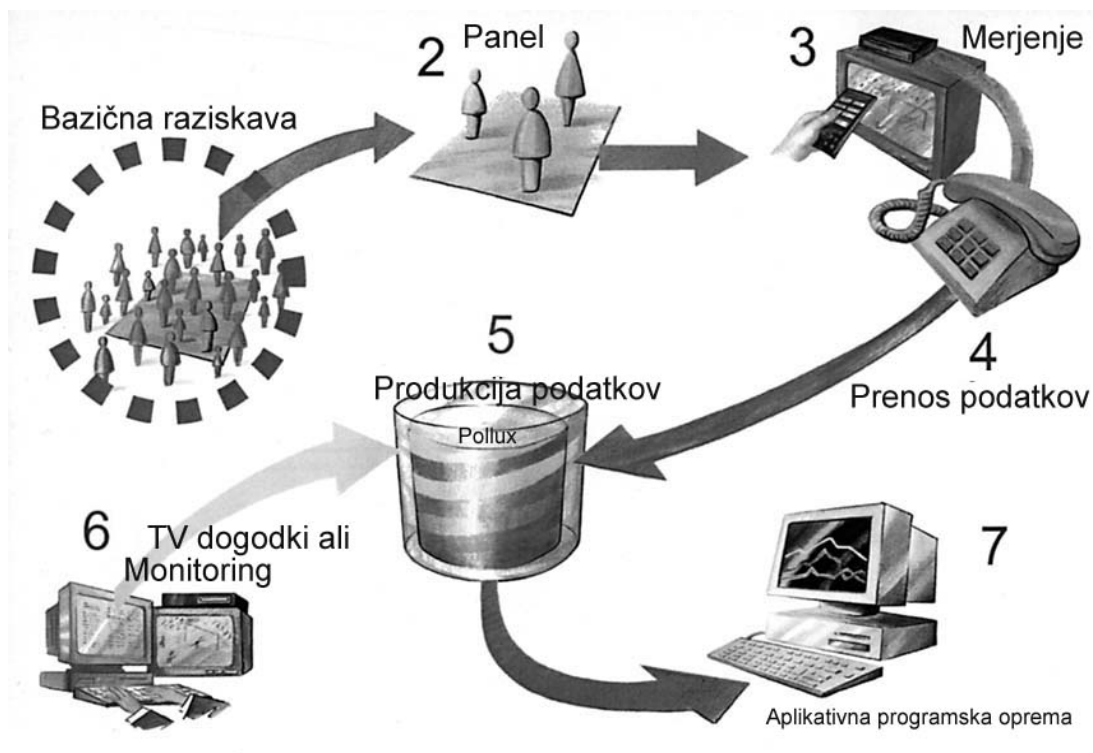 Bazična raziskava
2
Panel
3
Merjenje
4
Prenos podatkov
5
Produkcija podatkov
Pollux
6
TV dogodki ali
Monitoring
7
Aplikativna programska oprema